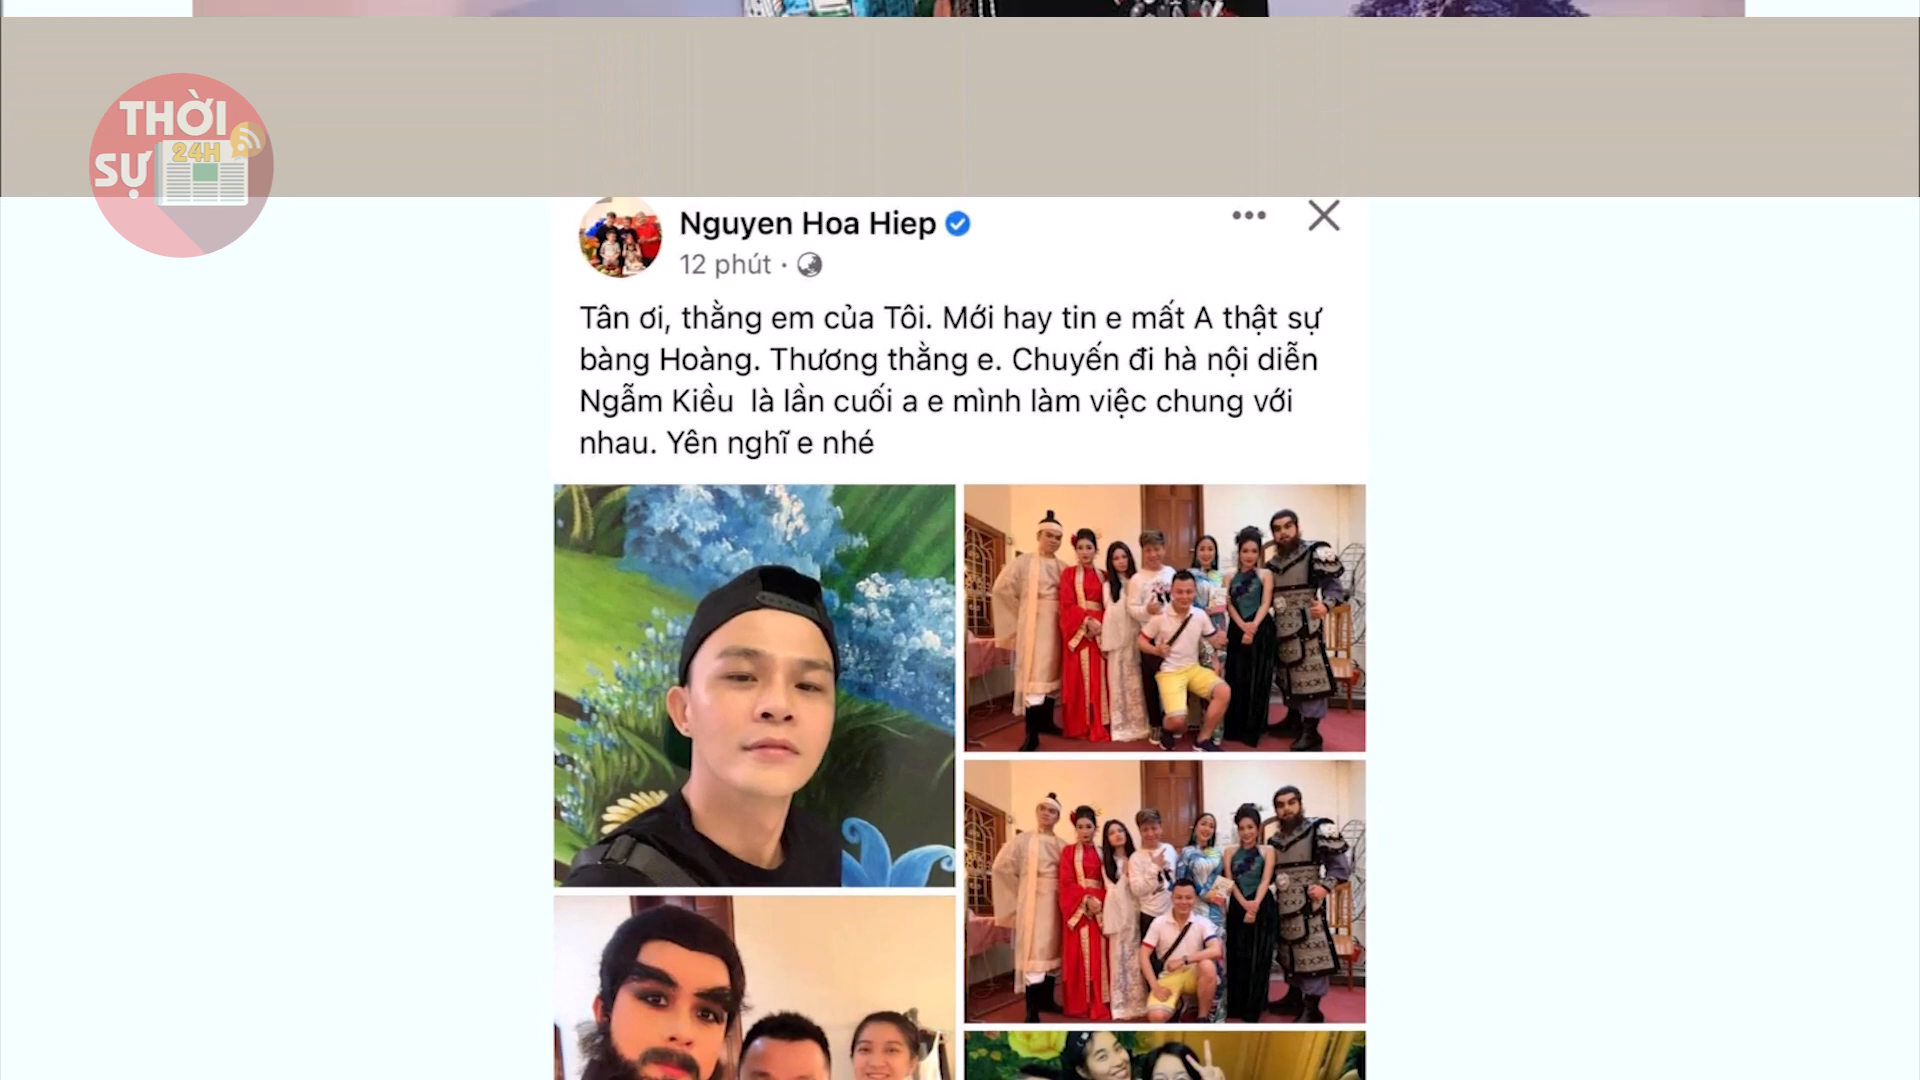 THỜI
SỰ 24H
Nguyen Hoa Hiep
12 phút ·
Tân ơi, thằng em của Tôi. Mới hay tin e mất A thật sự
bàng Hoàng. Thương thằng e. Chuyến đi hà nội diễn
Ngẫm Kiều là lần cuối a e mình làm việc chung với
nhau. Yên nghĩ e nhé